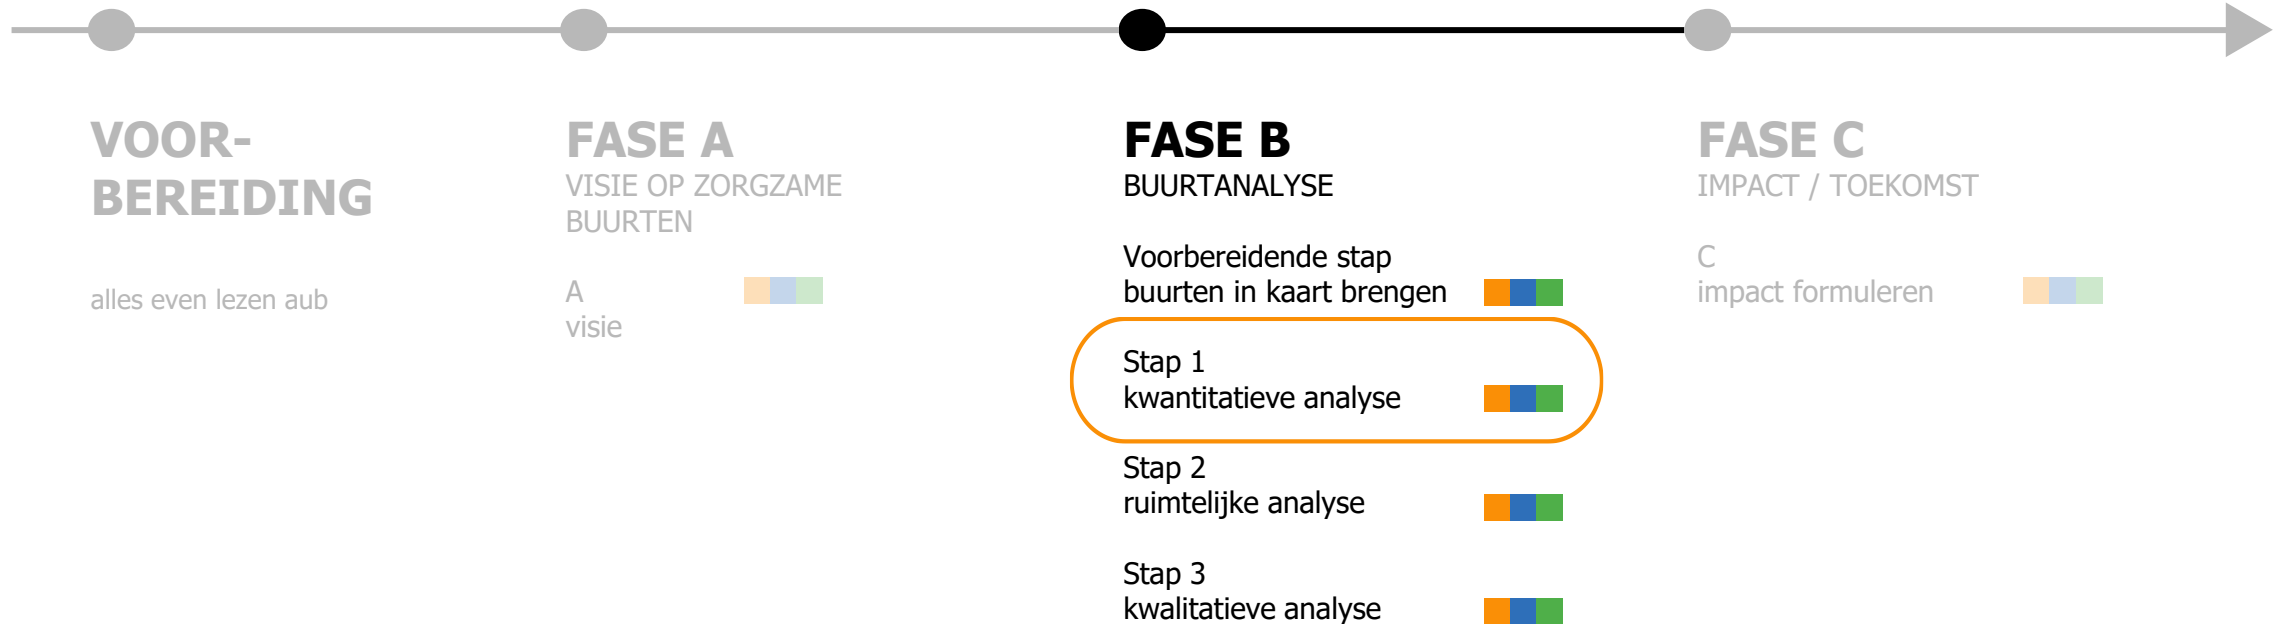 VOOR-
BEREIDING
alles even lezen aub
FASE A
VISIE OP ZORGZAME
BUURTEN
A
visie
FASE B
BUURTANALYSE
Voorbereidende stap
buurten in kaart brengen
Stap 1
kwantitatieve analyse
Stap 2
ruimtelijke analyse
Stap 3
kwalitatieve analyse
FASE C
IMPACT / TOEKOMST
C
impact formuleren